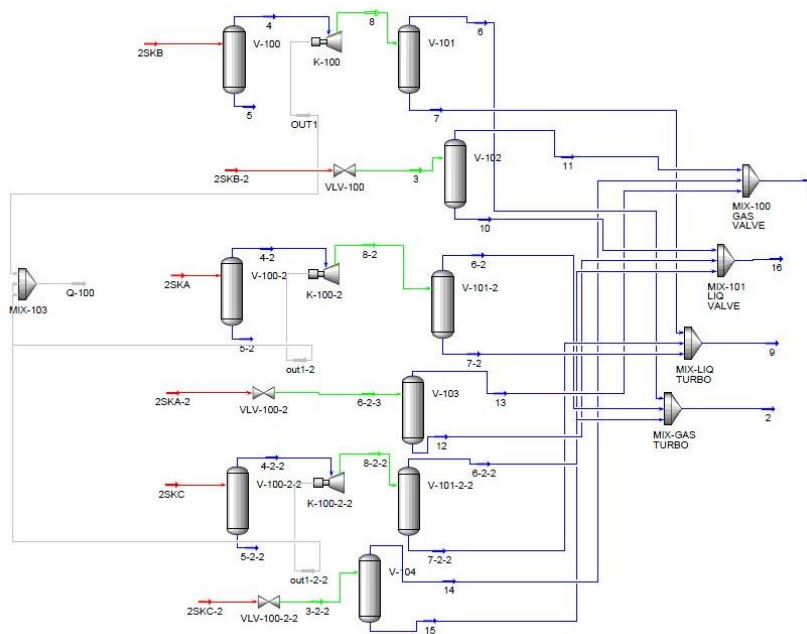 4
8
6
2SKB
V-100
K-100
V-101
5
OUT1
7
2SKB-2
VLV-100
3
V-102
11
10
MIX-100
GAS
VALVE
4-2
8-2
6-2
2SKA
V-100-2
K-100-2
V-101-2
16
MIX-101
LIQ
VALVE
MIX-103
Q-100
5-2
out1-2
7-2
9
MIX-LIQ
TURBO
2SKA-2
VLV-100-2
6-2-3
V-103
13
12
2
MIX-GAS
TURBO
4-2-2
8-2-2
6-2-2
2SKC
V-100-2-2
K-100-2-2
V-101-2-2
5-2-2
out1-2-2
7-2-2
V-104
14
2SKC-2
VLV-100-2-2
3-2-2
15